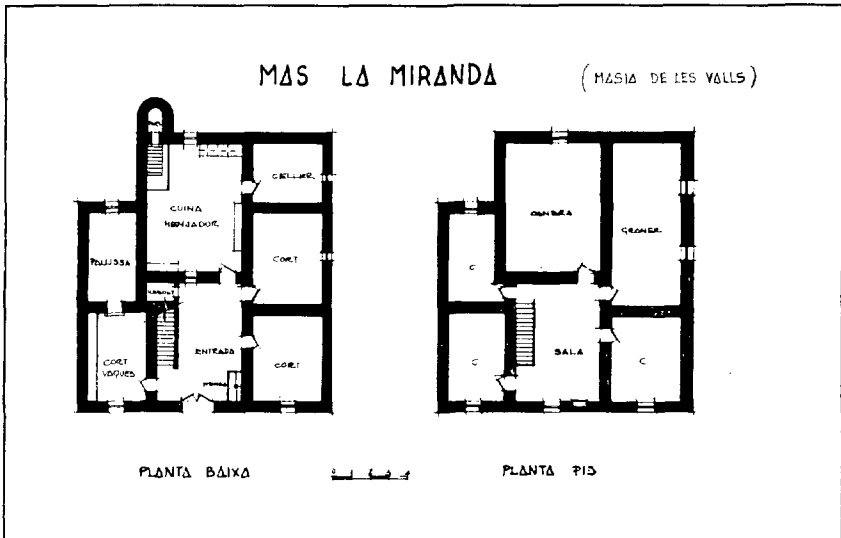 MAS LA MIRANDA
(MASIA DE LES VALLS)
CELLER
CUINA
MENJADOR
CORT
PALLISSA
REBOST
ENTRADA
CORT
VAQUES
CORT
PLANTA BAIXA
CAMBRA
GRANER
C
SALA
C
C
PLANTA PIS